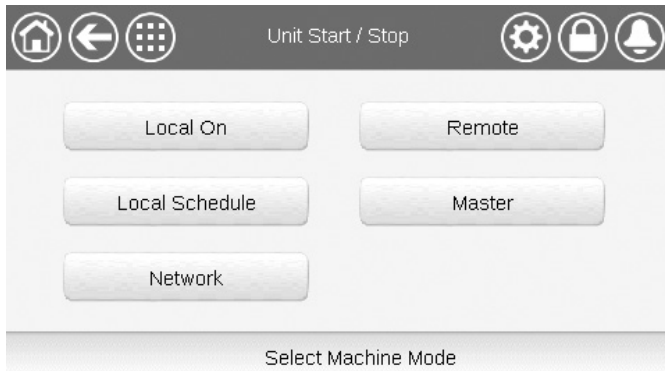 Unit Start / Stop
Local On
Remote
Local Schedule
Master
Network
Select Machine Mode